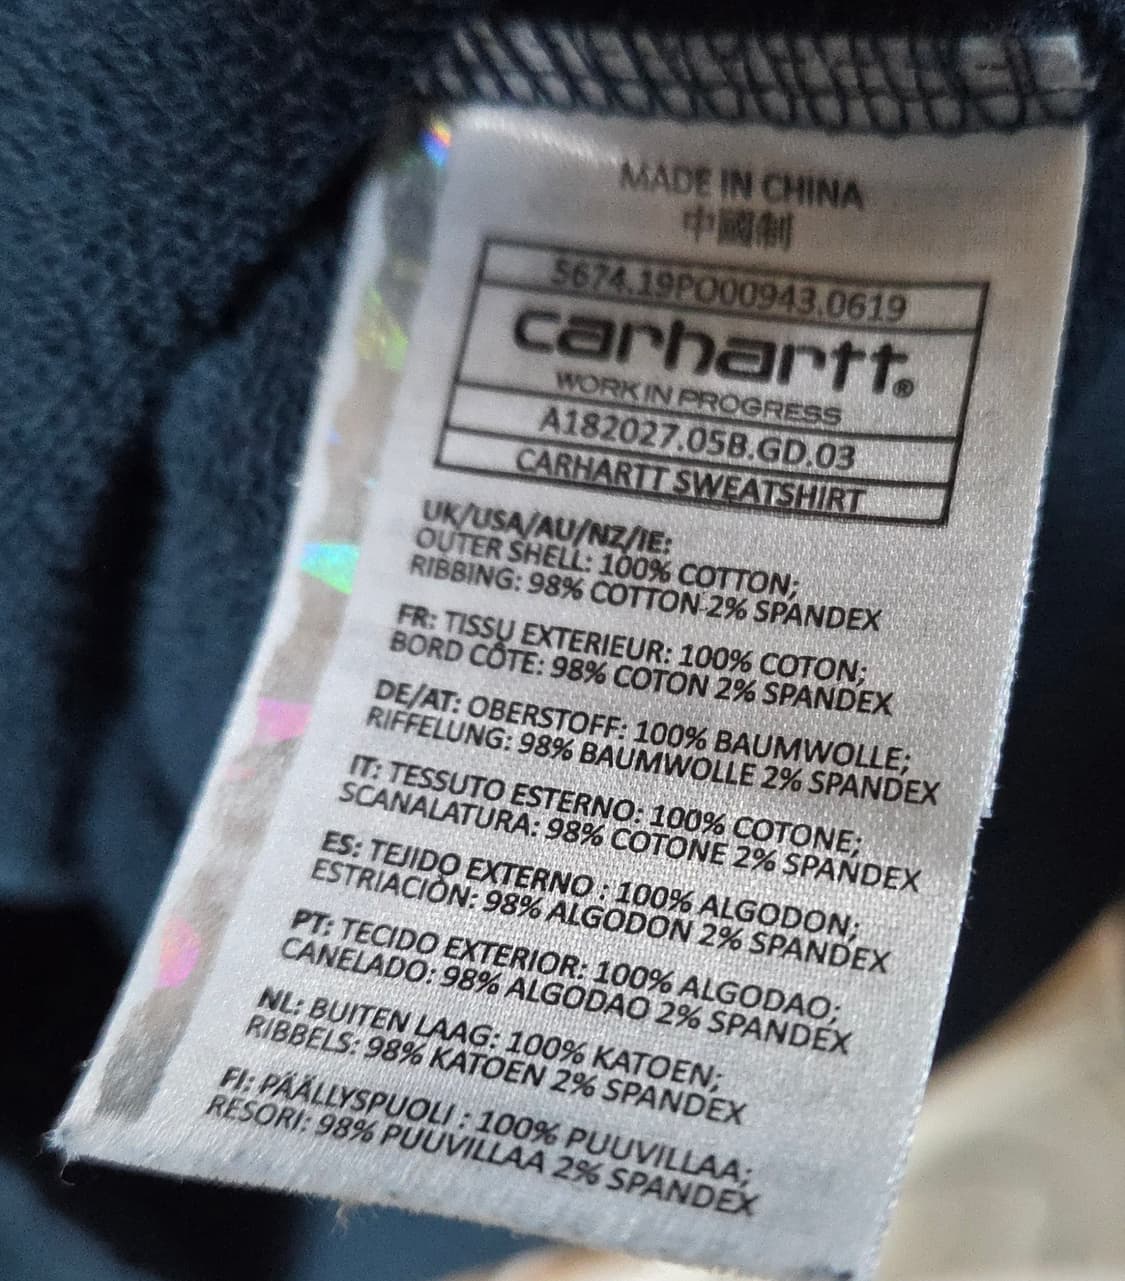 MADE IN CHINA
中國制
5674.19PO00943.0619
carhartt®
WORK IN PROGRESS
A182027.05B.GD.03
CARHARTT SWEATSHIRT
UK/USA/AU/NZ/IE:
OUTER SHELL: 100% COTTON;
RIBBING: 98% COTTON 2% SPANDEX
FR: TISSU EXTERIEUR: 100% COTON;
BORD CÔTE: 98% COTON 2% SPANDEX
DE/AT: OBERSTOFF: 100% BAUMWOLLE;
RIFFELUNG: 98% BAUMWOLLE 2% SPANDEX
IT: TESSUTO ESTERNO: 100% COTONE;
SCANALATURA: 98% COTONE 2% SPANDEX
ES: TEJIDO EXTERNO : 100% ALGODON;
ESTRIACIÓN: 98% ALGODON 2% SPANDEX
PT: TECIDO EXTERIOR: 100% ALGODAO;
CANELADO: 98% ALGODAO 2% SPANDEX
NL: BUITEN LAAG: 100% KATOEN;
RIBBELS: 98% KATOEN 2% SPANDEX
FI: PÄÄLLYSPUOLI : 100% PUUVILLAA;
RESORI: 98% PUUVILLAA 2% SPANDEX